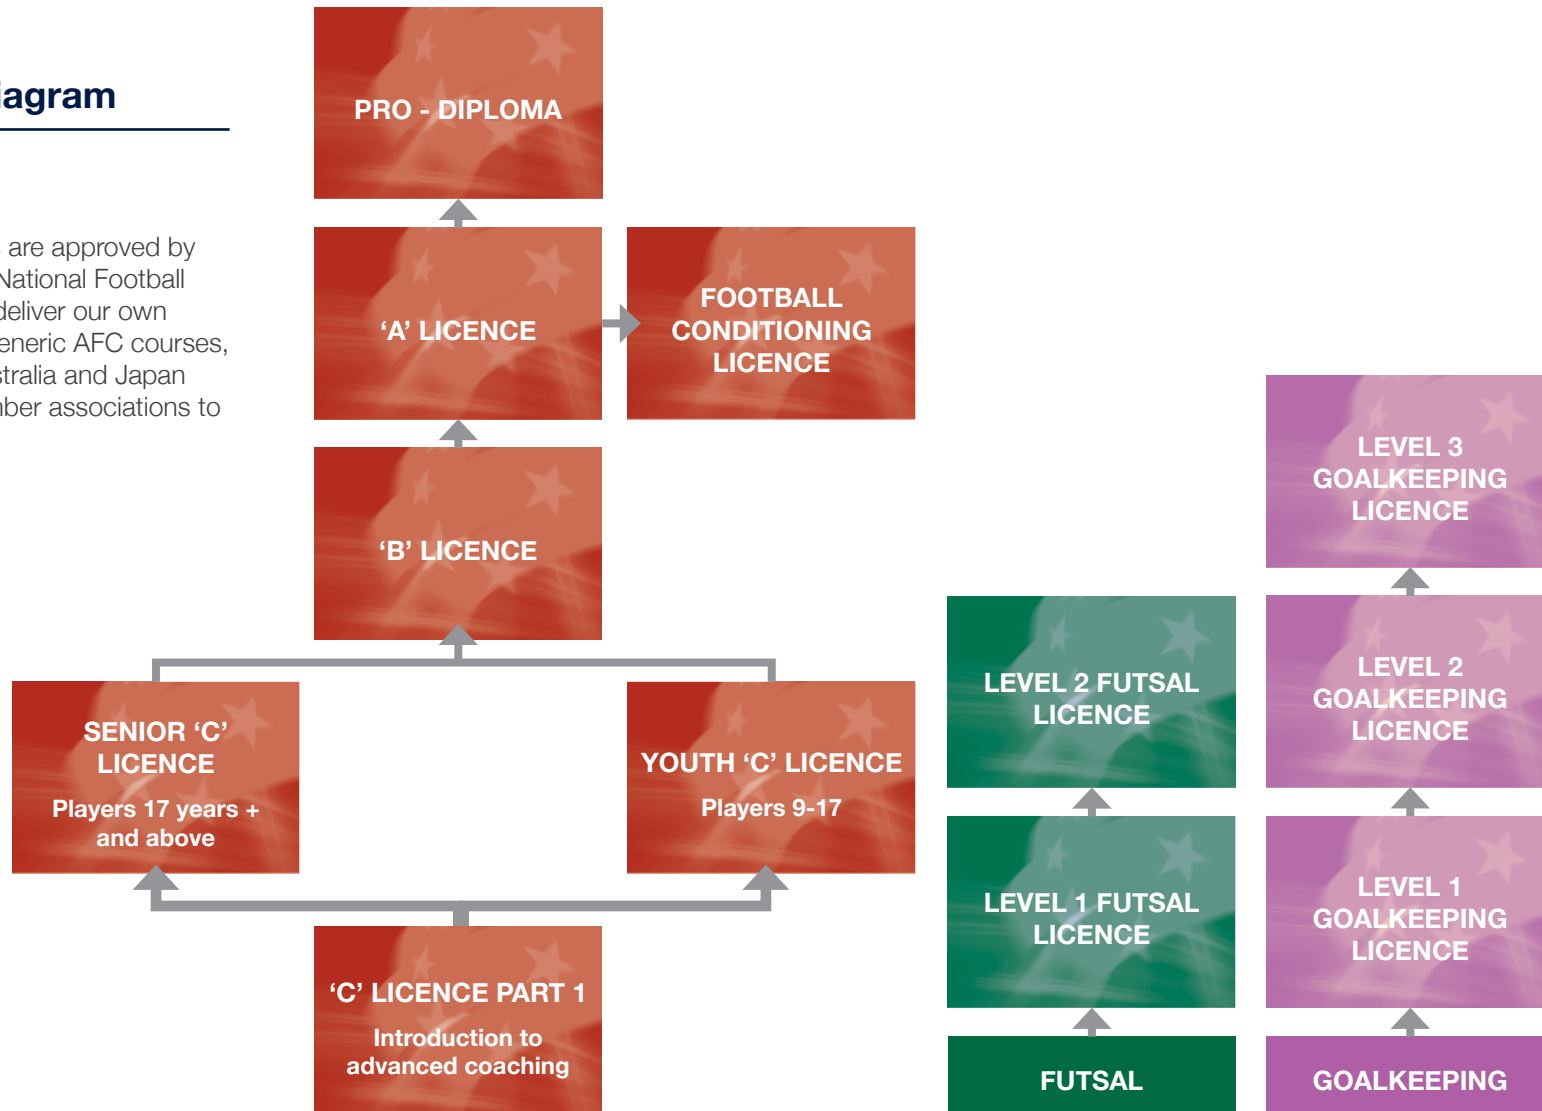 iagram
are approved by
National Football
deliver our own
eneric AFC courses,
stralia and Japan
ber associations to
PRO - DIPLOMA
‘A’ LICENCE
FOOTBALL
CONDITIONING
LICENCE
‘B’ LICENCE
SENIOR ‘C’
LICENCE
Players 17 years +
and above
YOUTH ‘C’ LICENCE
Players 9-17
‘C’ LICENCE PART 1
Introduction to
advanced coaching
LEVEL 2 FUTSAL
LICENCE
LEVEL 1 FUTSAL
LICENCE
FUTSAL
LEVEL 3
GOALKEEPING
LICENCE
LEVEL 2
GOALKEEPING
LICENCE
LEVEL 1
GOALKEEPING
LICENCE
GOALKEEPING